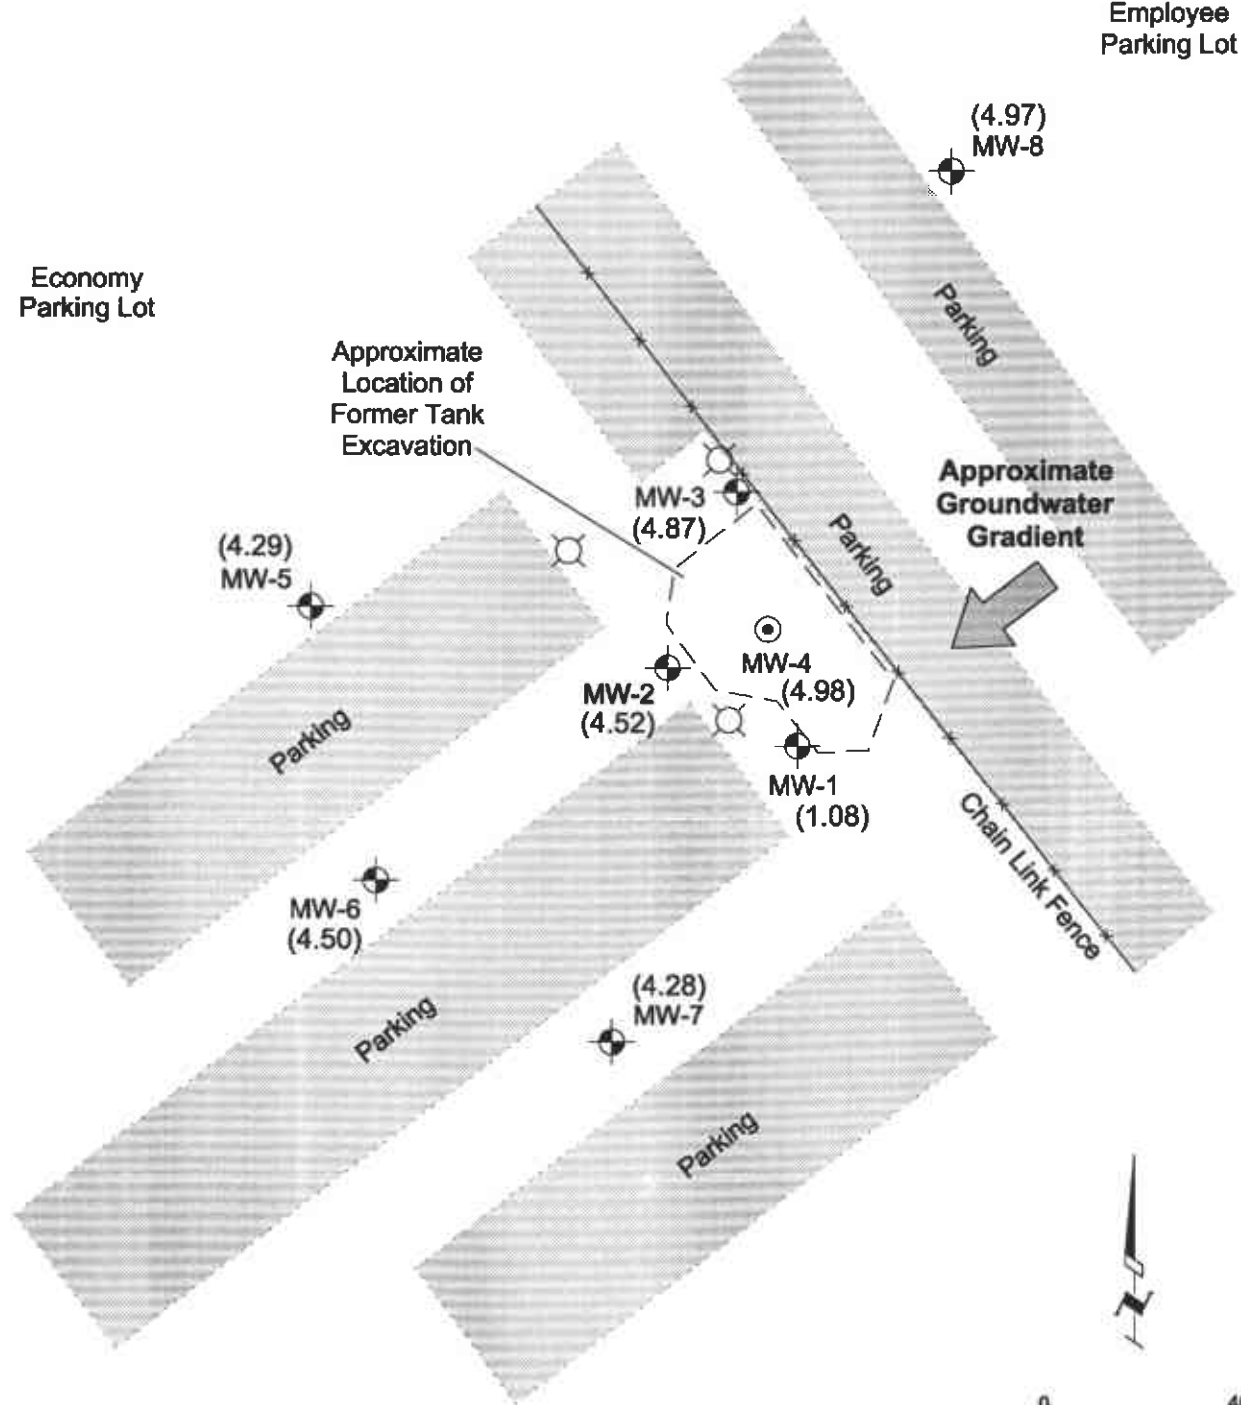 Employee
Parking Lot
(4.97)
MW-8
Economy
Parking Lot
Parking
Approximate
Location of
Former Tank
Excavation
Approximate
Groundwater
Gradient
MW-3
(4.87)
Parking
(4.29)
MW-5
MW-4
(4.98)
MW-2
(4.52)
Parking
MW-1
(1.08)
Chain Link Fence
MW-6
(4.50)
(4.28)
MW-7
Parking
Parking
0